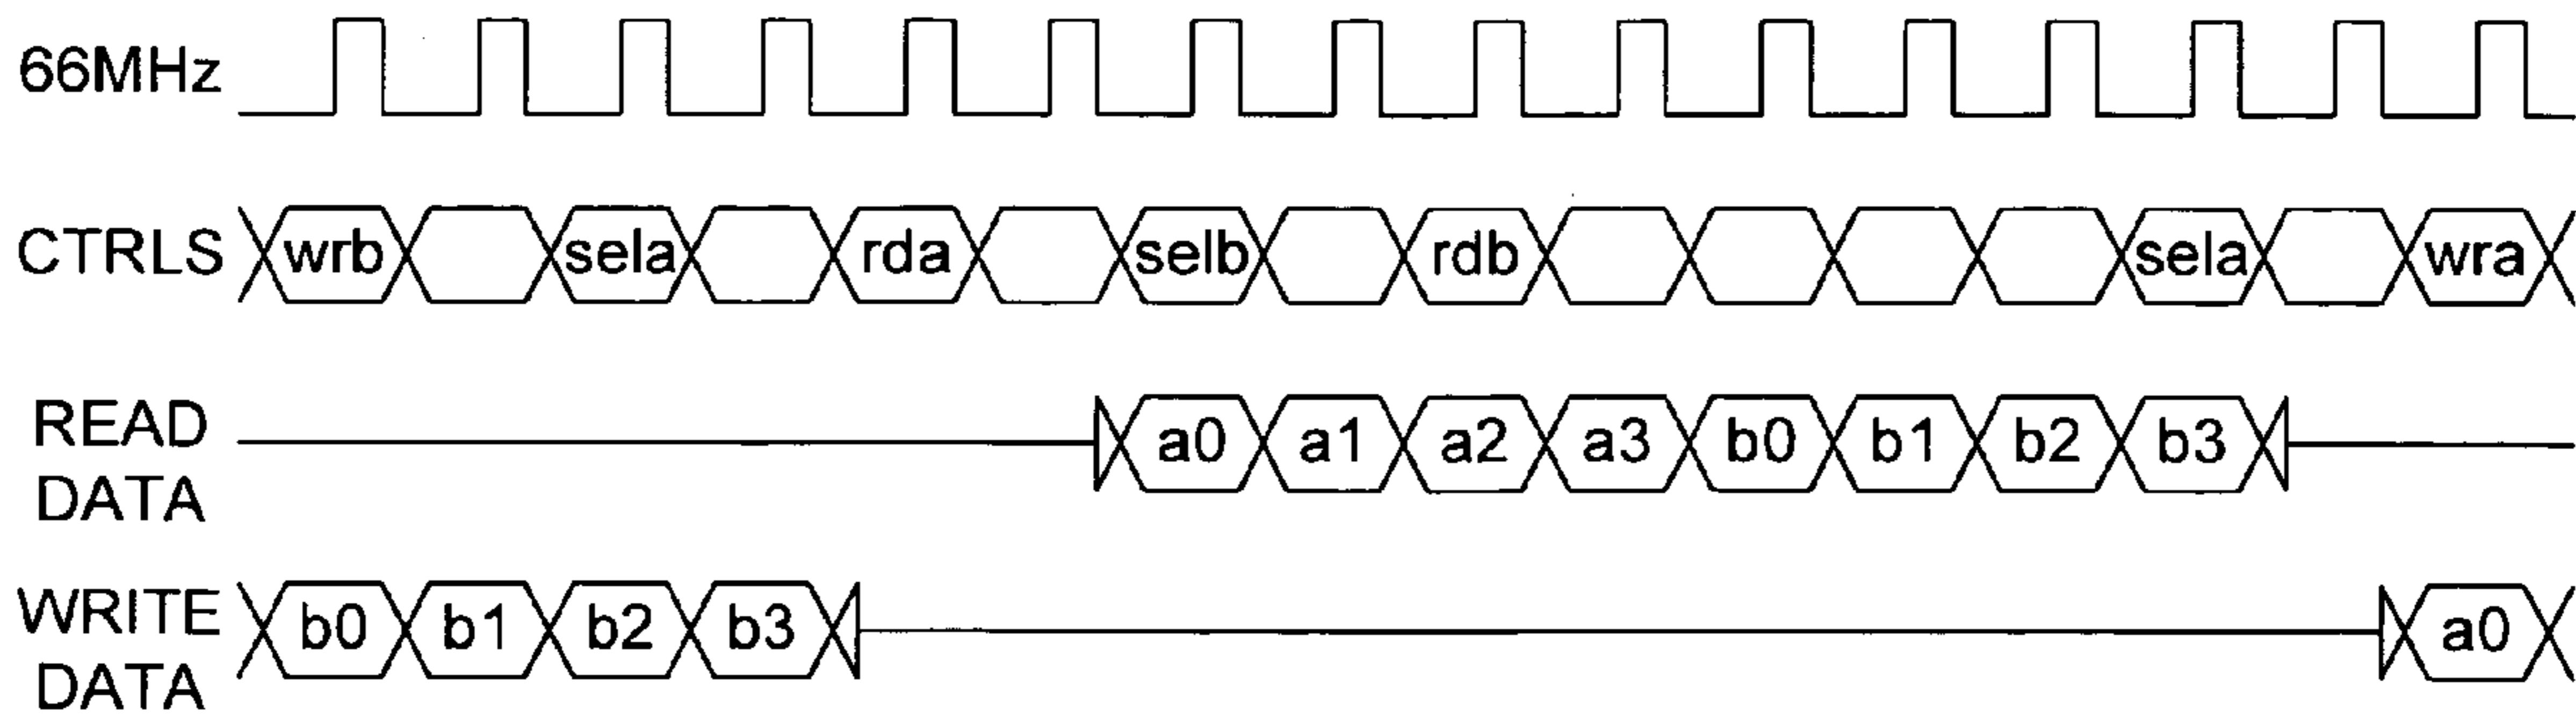 66MHz
CTRLS wrb sela rda selb rdb sela wra
READ DATA a0 a1 a2 a3 b0 b1 b2 b3
WRITE DATA b0 b1 b2 b3 a0